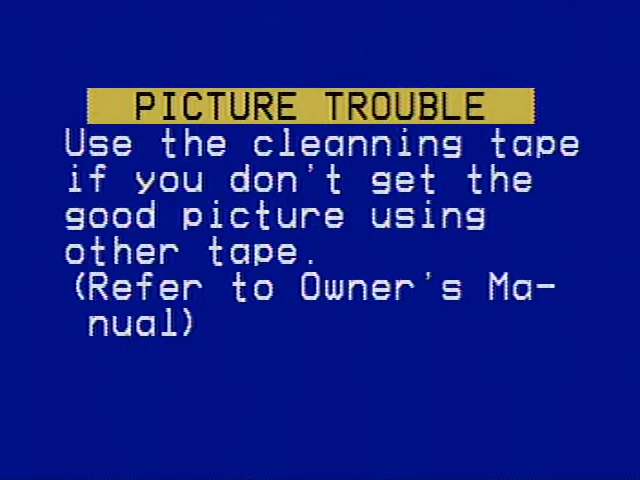 PICTURE TROUBLE
Use the cleanning tape
if you don't get the
good picture using
other tape.
(Refer to Owner's Ma-
nual)